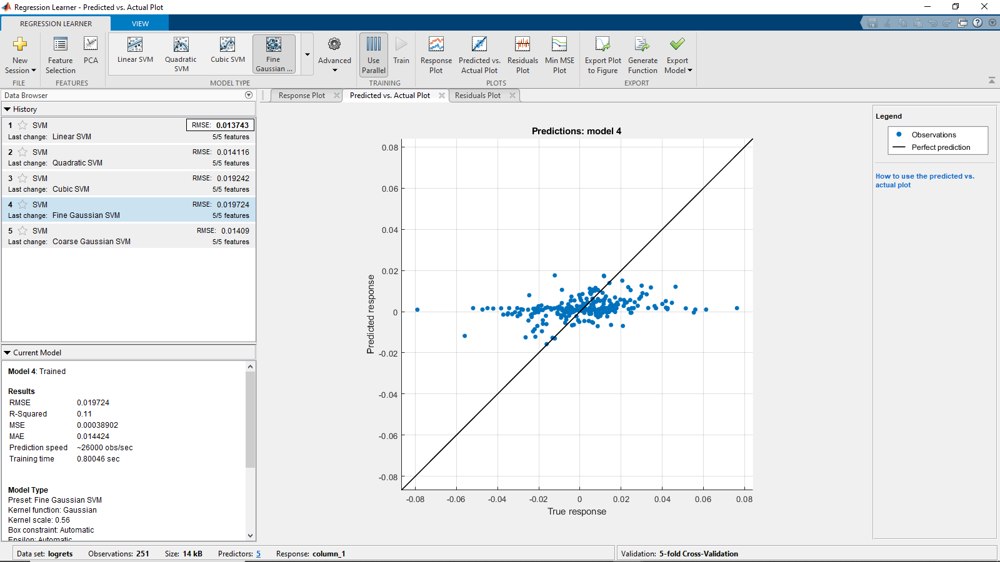 Regression Learner - Predicted vs. Actual Plot
REGRESSION LEARNER
VIEW
New Session
Feature Selection
PCA
Linear SVM
Quadratic SVM
Cubic SVM
Fine Gaussian ...
Advanced
Use Parallel
Train
Response Plot
Predicted vs. Actual Plot
Residuals Plot
Min MSE Plot
Export Plot to Figure
Generate Function
Export Model
FILE
FEATURES
MODEL TYPE
TRAINING
PLOTS
EXPORT
Data Browser
History
1 SVM RMSE: 0.013743
Last change: Linear SVM 5/5 features
2 SVM RMSE: 0.014116
Last change: Quadratic SVM 5/5 features
3 SVM RMSE: 0.019242
Last change: Cubic SVM 5/5 features
4 SVM RMSE: 0.019724
Last change: Fine Gaussian SVM 5/5 features
5 SVM RMSE: 0.01409
Last change: Coarse Gaussian SVM 5/5 features
Current Model
Model 4: Trained
Results
RMSE 0.019724
R-Squared 0.11
MSE 0.00038902
MAE 0.014424
Prediction speed ~26000 obs/sec
Training time 0.80046 sec
Model Type
Preset: Fine Gaussian SVM
Kernel function: Gaussian
Kernel scale: 0.56
Box constraint: Automatic
Epsilon: Automatic
Response Plot
Predicted vs. Actual Plot
Residuals Plot
Predictions: model 4
0.08
0.06
0.04
0.02
0
-0.02
-0.04
-0.06
-0.08
Predicted response
-0.08 -0.06 -0.04 -0.02 0 0.02 0.04 0.06 0.08
True response
Legend
Observations
Perfect prediction
How to use the predicted vs.
actual plot
Data set: logrets Observations: 251 Size: 14 kB Predictors: 5 Response: column_1
Validation: 5-fold Cross-Validation